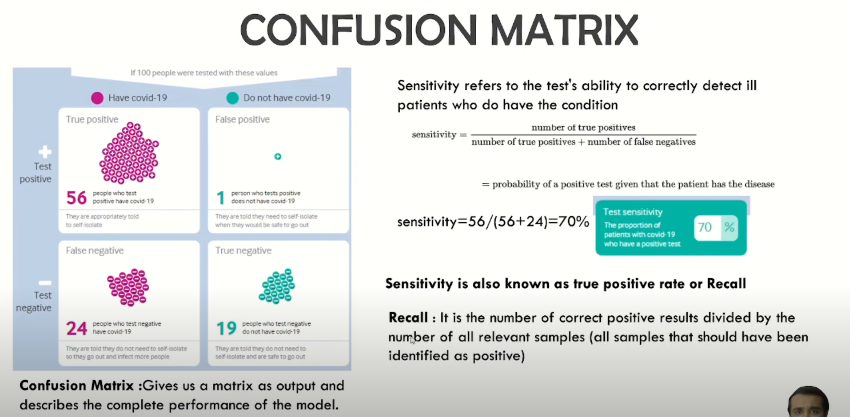 CONFUSION MATRIX
If 100 people were tested with these values
Have covid-19
Do not have covid-19
+
Test
positive
True positive
56 people who test
positive have covid-19
They are appropriately told
to self-isolate
False positive
1 person who tests positive
does not have covid-19
They are told they need to self-isolate
when they would be safe to go out
−
Test
negative
False negative
24 people who test negative
have covid-19
They are told they do not need to self-isolate
so they go out and infect more people
True negative
19 people who test negative
do not have covid-19
They are told they do not need to
self-isolate and are safe to go out
Confusion Matrix :Gives us a matrix as output and
describes the complete performance of the model.
Sensitivity refers to the test's ability to correctly detect ill
patients who do have the condition
sensitivity = number of true positives
number of true positives + number of false negatives
= probability of a positive test given that the patient has the disease
sensitivity=56/(56+24)=70%
Test sensitivity
The proportion of
patients with covid-19
who have a positive test
70 %
Sensitivity is also known as true positive rate or Recall
Recall : It is the number of correct positive results divided by the
number of all relevant samples (all samples that should have been
identified as positive)